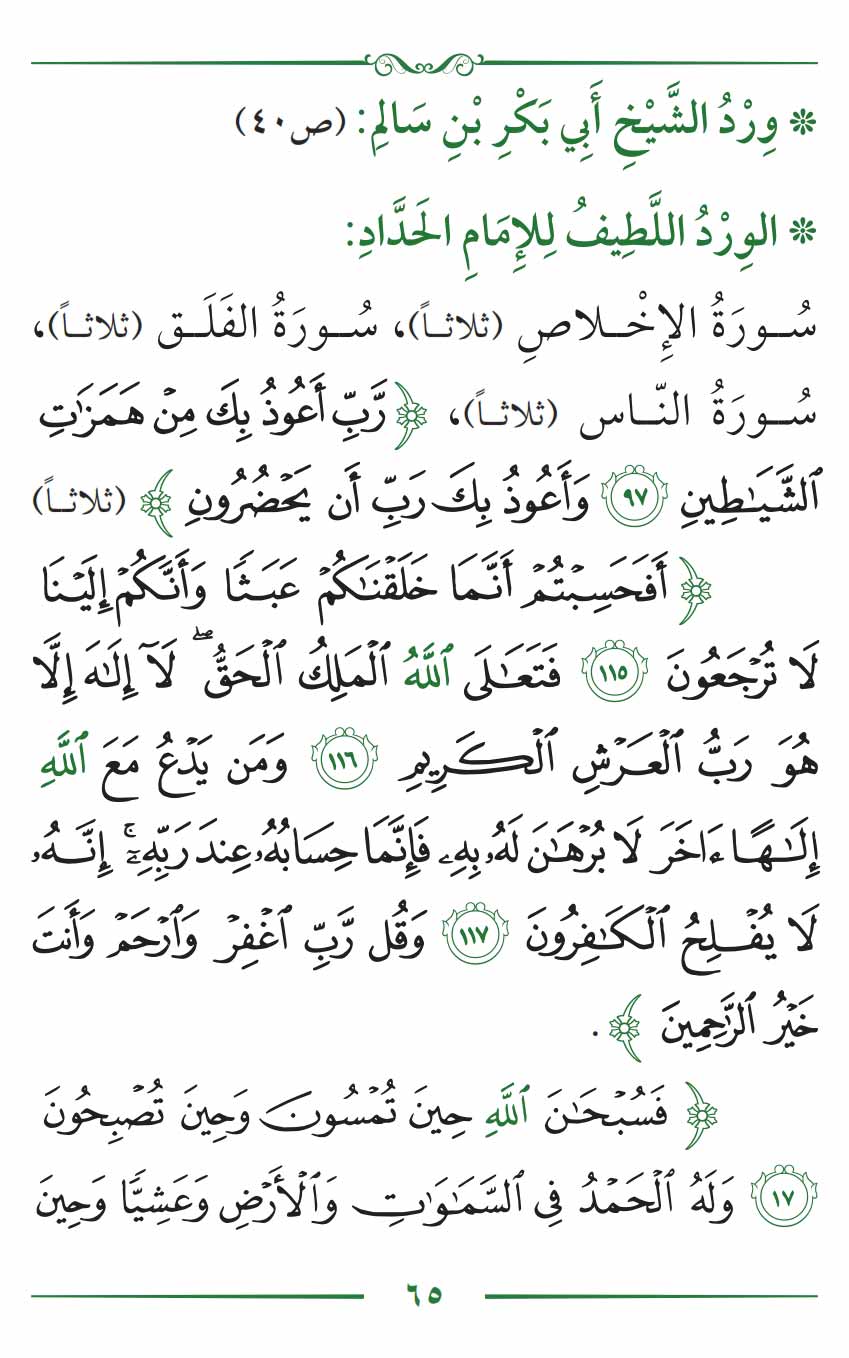 ❊ وِرْدُ الشَّيْخِ أَبِي بَكْرِ بْنِ سَالِمِ: (ص٤٠)
❊ الوِرْدُ اللَّطِيفُ لِلإِمَامِ الحَدَّادِ:
سُورَةُ الإِخْلاصِ (ثلاثاً)، سُورَةُ الفَلَق (ثلاثاً)،
سُورَةُ النّاس (ثلاثاً)، ﴿رَّبِّ أَعُوذُ بِكَ مِنْ هَمَزَٰتِ
ٱلشَّيَٰطِينِ ٩٧ وَأَعُوذُ بِكَ رَبِّ أَن يَحْضُرُونِ﴾ (ثلاثاً)
﴿أَفَحَسِبْتُمْ أَنَّمَا خَلَقْنَٰكُمْ عَبَثًا وَأَنَّكُمْ إِلَيْنَا
لَا تُرْجَعُونَ ١١٥ فَتَعَٰلَى ٱللَّهُ ٱلْمَلِكُ ٱلْحَقُّ ۖ لَآ إِلَٰهَ إِلَّا
هُوَ رَبُّ ٱلْعَرْشِ ٱلْكَرِيمِ ١١٦ وَمَن يَدْعُ مَعَ ٱللَّهِ
إِلَٰهًا ءَاخَرَ لَا بُرْهَٰنَ لَهُۥ بِهِۦ فَإِنَّمَا حِسَابُهُۥ عِندَ رَبِّهِۦٓ ۚ إِنَّهُۥ
لَا يُفْلِحُ ٱلْكَٰفِرُونَ ١١٧ وَقُل رَّبِّ ٱغْفِرْ وَٱرْحَمْ وَأَنتَ
خَيْرُ ٱلرَّٰحِمِينَ﴾.
﴿فَسُبْحَٰنَ ٱللَّهِ حِينَ تُمْسُونَ وَحِينَ تُصْبِحُونَ
١٧ وَلَهُ ٱلْحَمْدُ فِى ٱلسَّمَٰوَٰتِ وَٱلْأَرْضِ وَعَشِيًّا وَحِينَ
٦٥